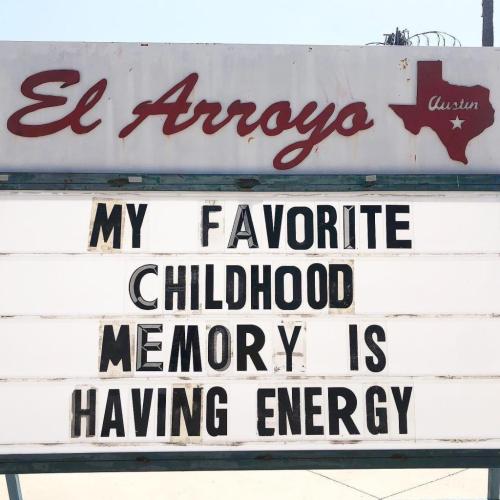 El Arroyo
Austin
MY FAVORITE
CHILDHOOD
MEMORY IS
HAVING ENERGY